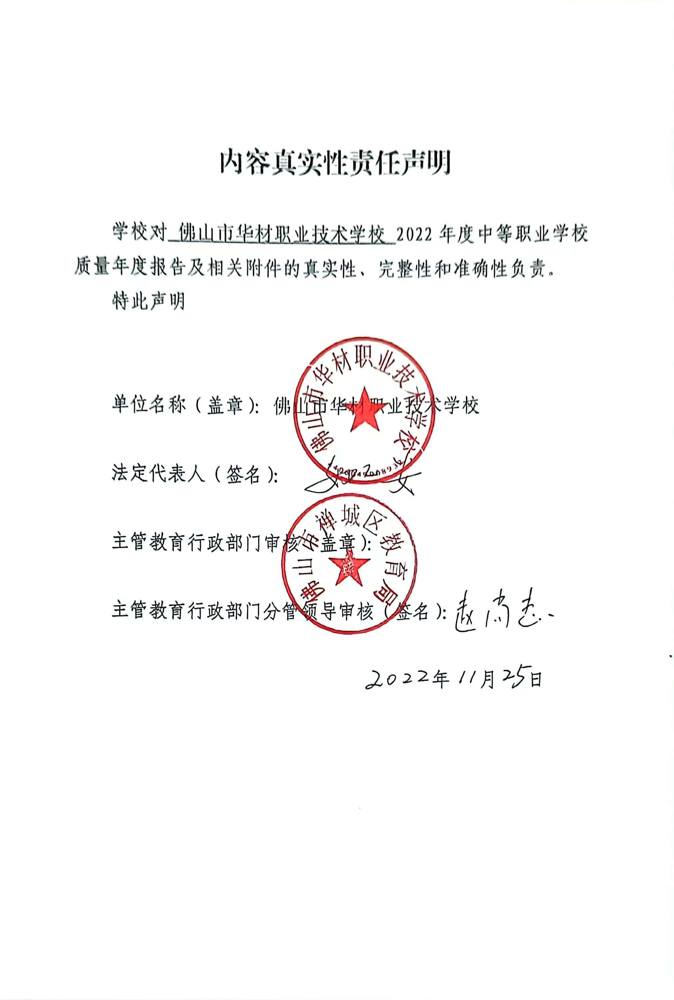 内容真实性责任声明
学校对 佛山市华材职业技术学校 2022 年度中等职业学校
质量年度报告及相关附件的真实性、完整性和准确性负责。
特此声明
佛山市华材职业技术学校
单位名称（盖章）：佛山市华材职业技术学校
法定代表人（签名）：
佛山市禅城区教育局
主管教育行政部门审核（盖章）：
主管教育行政部门分管领导审核（签名）：赵尚志
2022年11月25日